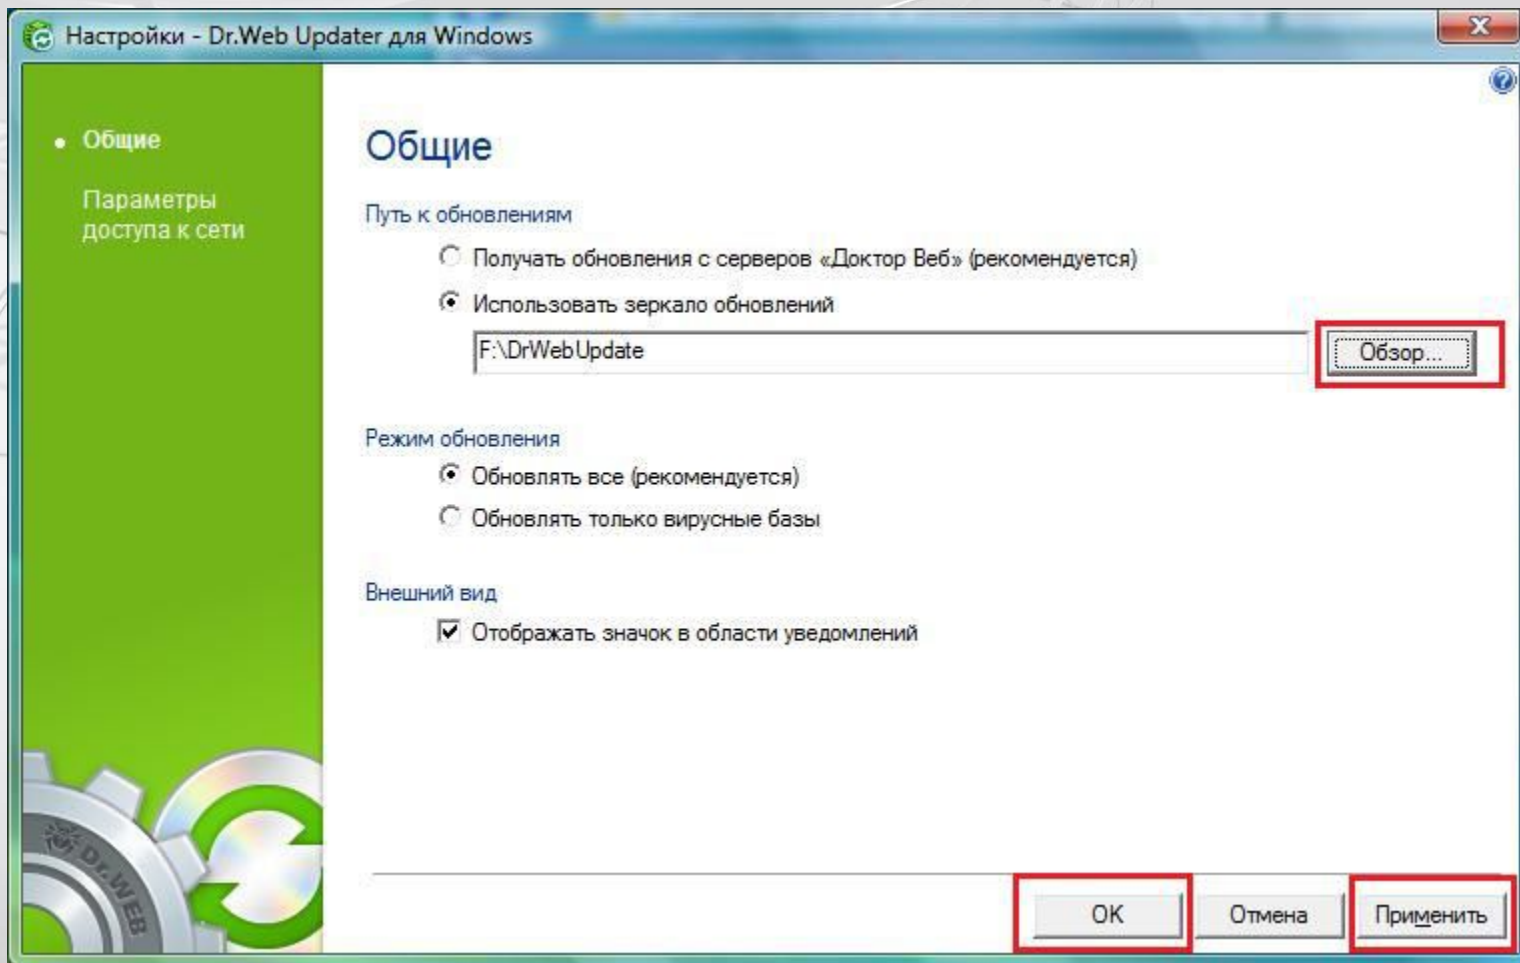 Настройки - Dr.Web Updater для Windows
Общие
Параметры
доступа к сети
Общие
Путь к обновлениям
Получать обновления с серверов «Доктор Веб» (рекомендуется)
Использовать зеркало обновлений
F:\DrWebUpdate
Обзор...
Режим обновления
Обновлять все (рекомендуется)
Обновлять только вирусные базы
Внешний вид
Отображать значок в области уведомлений
Dr.WEB
OK
Отмена
Применить